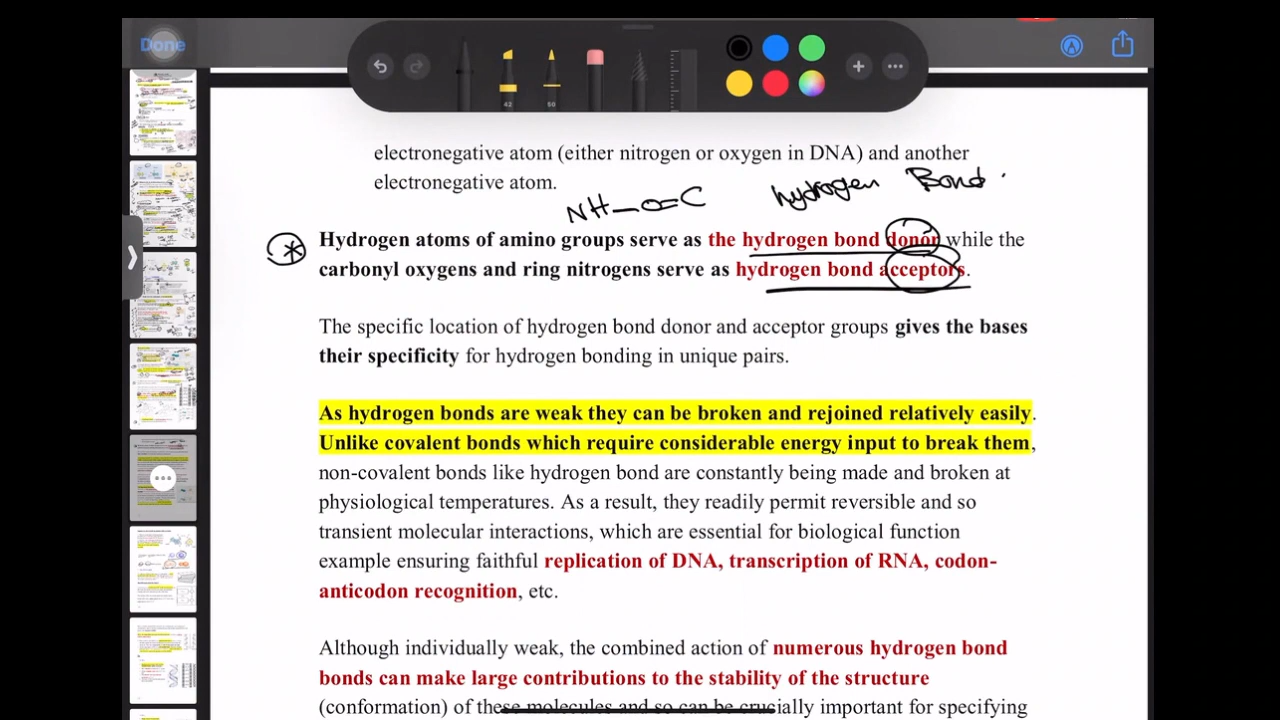 Done
42
50
electronegative atom (either nitrogen or oxygen in DNA) and another
electronegative atom.
NH—O=C
hydrogen Bond.
Hydrogen atoms of amino groups serve as the hydrogen bond donor while the
carbonyl oxygens and ring nitrogens serve as hydrogen bond acceptors.
The specific location of hydrogen bond donor and acceptor groups gives the bases
their specificity for hydrogen bonding in unique pairs.
As hydrogen bonds are weak they can be broken and rejoined relatively easily.
Unlike covalent bonds which require considerable energy input to break them,
non-covalent bonds like hydrogen bond is constantly being made and broken at
physiological temperatures. As a result, they readily permit reversible and so
transient molecular interactions, which are essential for biological function
example ensuring faithful replication of DNA, transcription of RNA, codon-
anticodon recognition, etc.
Although individually weak, the combined action of numerous hydrogen bond
bonds can make large contributions to the stability of the structure
(conformation) of these molecules and so can be crucially important for specifying